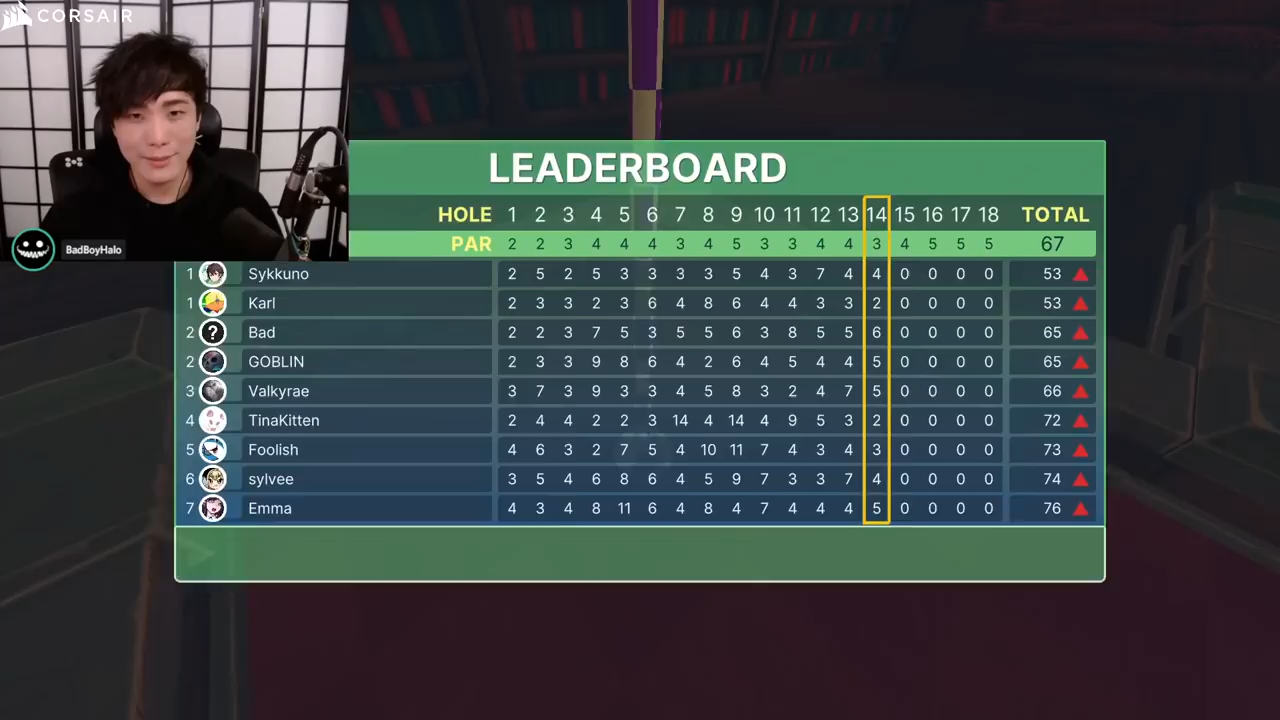 CORSAIR
BadBoyHalo
LEADERBOARD
HOLE 1 2 3 4 5 6 7 8 9 10 11 12 13 14 15 16 17 18 TOTAL
PAR 2 2 3 4 4 4 3 4 5 3 3 4 4 3 4 5 5 5 67
1 Sykkuno 2 5 2 5 3 3 3 3 5 4 3 7 4 4 0 0 0 0 53
1 Karl 2 3 3 2 3 6 4 8 6 4 4 3 3 2 0 0 0 0 53
2 ? Bad 2 2 3 7 5 3 5 5 6 3 8 5 5 6 0 0 0 0 65
2 GOBLIN 2 3 3 9 8 6 4 2 6 4 5 4 4 5 0 0 0 0 65
3 Valkyrae 3 7 3 9 3 3 4 5 8 3 2 4 7 5 0 0 0 0 66
4 TinaKitten 2 4 4 2 2 3 14 4 14 4 9 5 3 2 0 0 0 0 72
5 Foolish 4 6 3 2 7 5 4 10 11 7 4 3 4 3 0 0 0 0 73
6 sylvee 3 5 4 6 8 6 4 5 9 7 3 3 7 4 0 0 0 0 74
7 Emma 4 3 4 8 11 6 4 8 4 7 4 4 4 5 0 0 0 0 76